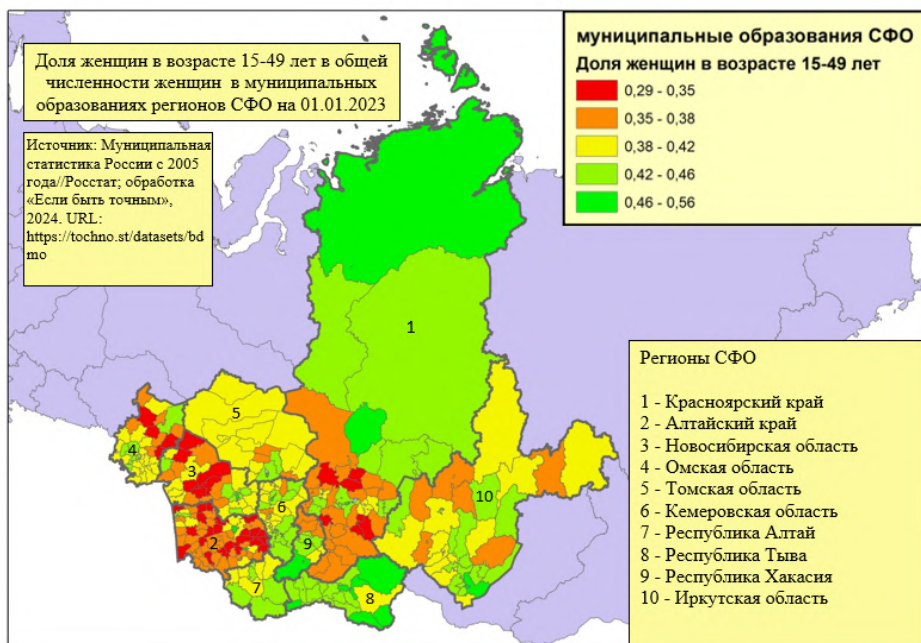 Доля женщин в возрасте 15-49 лет в общей
численности женщин в муниципальных
образованиях регионов СФО на 01.01.2023
Источник: Муниципальная
статистика России с 2005
года//Росстат; обработка
«Если быть точным»,
2024. URL:
https://tochno.st/datasets/bd
mo
муниципальные образования СФО
Доля женщин в возрасте 15-49 лет
0,29 - 0,35
0,35 - 0,38
0,38 - 0,42
0,42 - 0,46
0,46 - 0,56
1
5
4
3
6
10
2
9
7
8
Регионы СФО
1 - Красноярский край
2 - Алтайский край
3 - Новосибирская область
4 - Омская область
5 - Томская область
6 - Кемеровская область
7 - Республика Алтай
8 - Республика Тыва
9 - Республика Хакасия
10 - Иркутская область